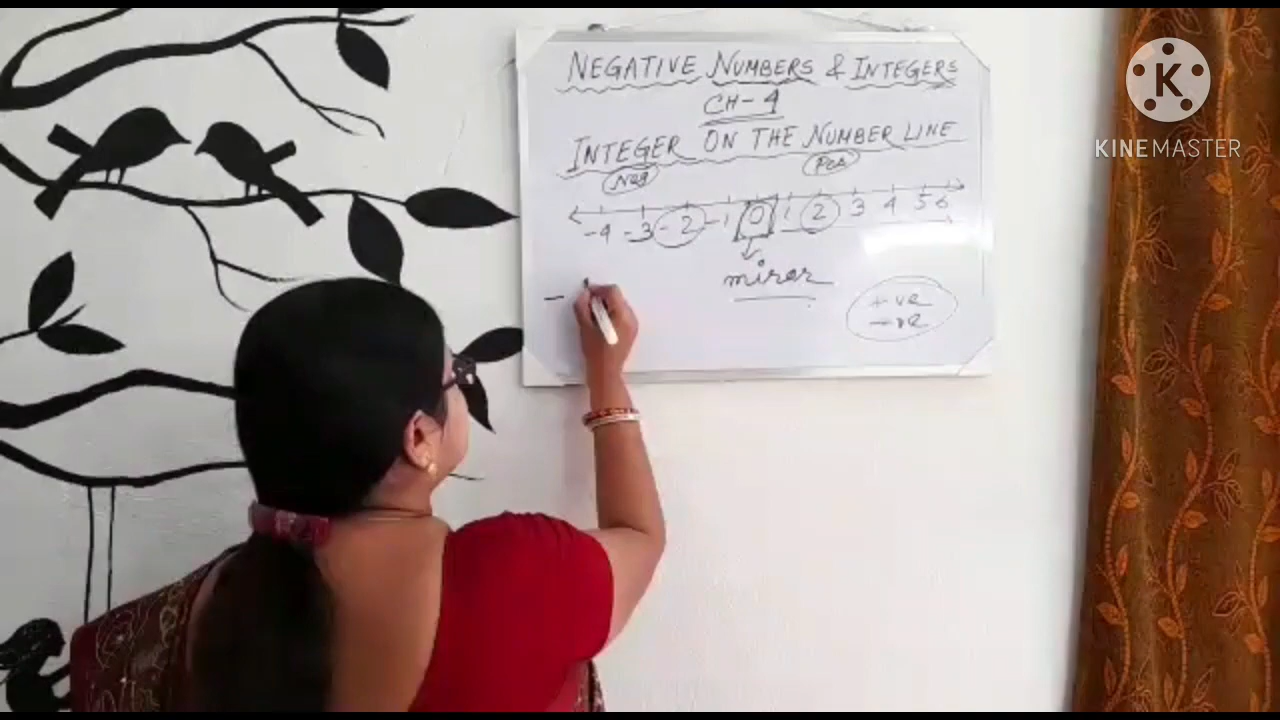 NEGATIVE NUMBERS & INTEGERS
CH-4
INTEGER ON THE NUMBER LINE
Neg Pos
-4 -3 -2 -1 0 1 2 3 4 5 6
mirer
+ve
-ve
-
K
KINEMASTER